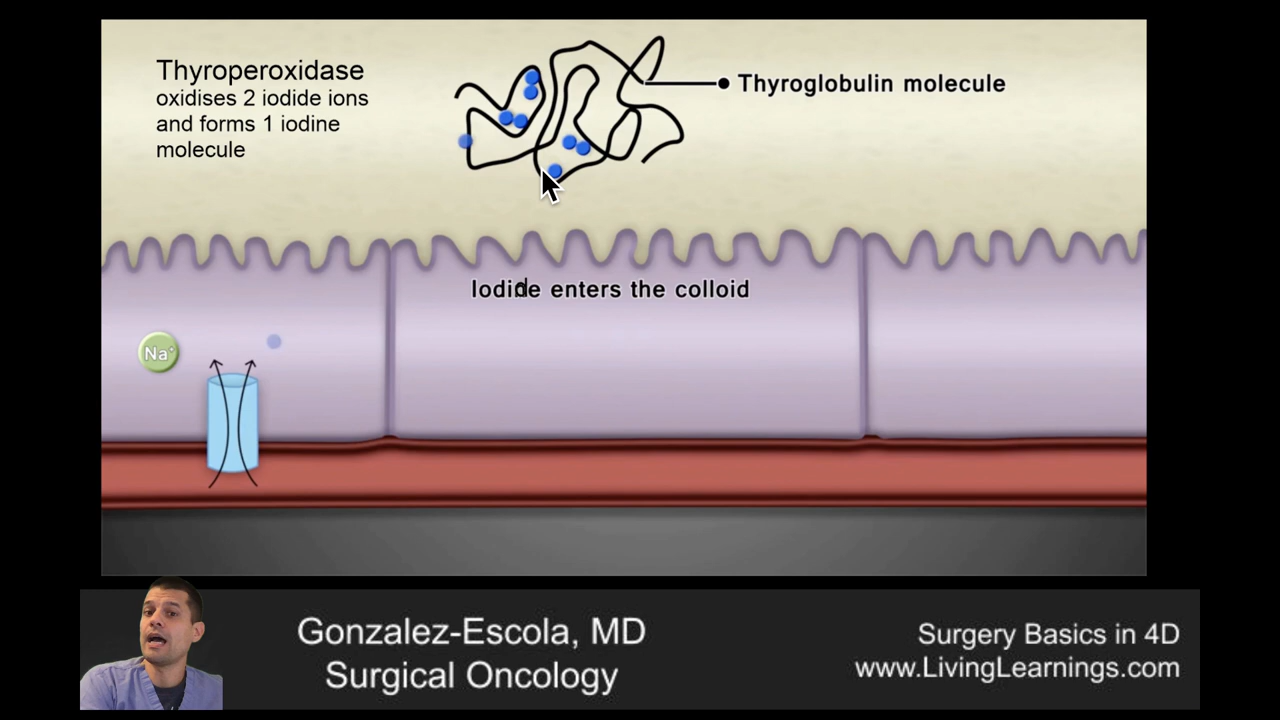 Thyroperoxidase
oxidises 2 iodide ions
and forms 1 iodine
molecule
Thyroglobulin molecule
Iodide enters the colloid
Na⁺
Gonzalez-Escola, MD
Surgical Oncology
Surgery Basics in 4D
www.LivingLearnings.com